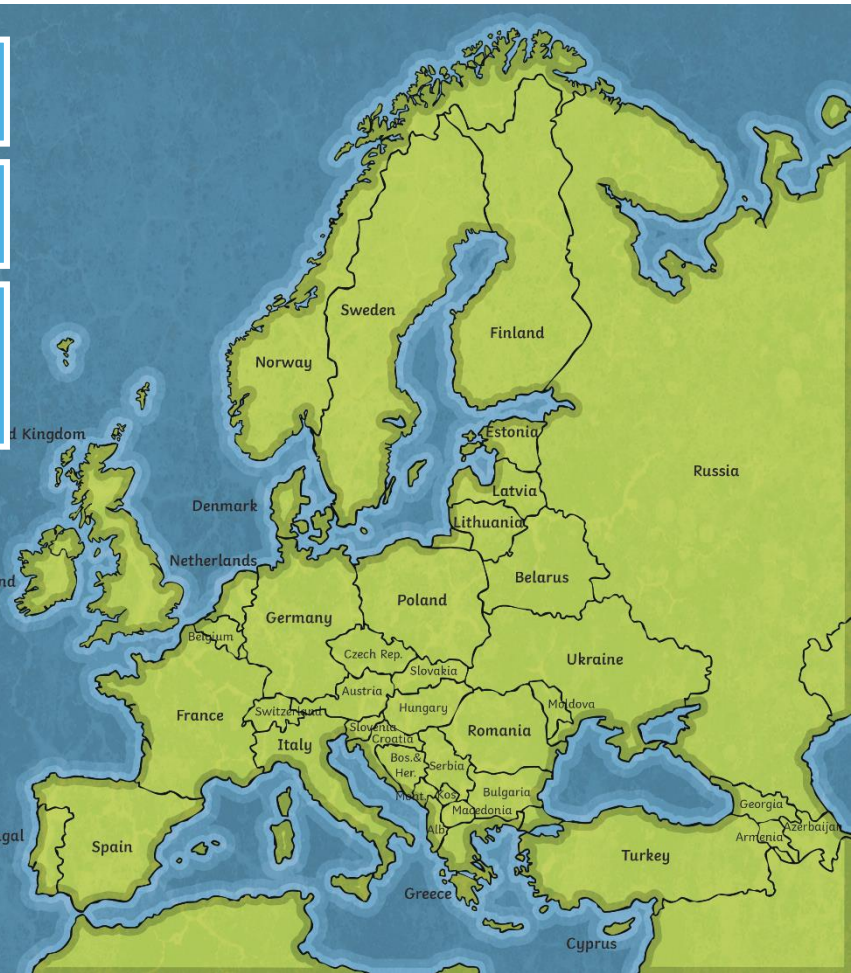 Sweden
Finland
Norway
d Kingdom
Estonia
Russia
Latvia
Denmark
Lithuania
Netherlands
Belarus
nd
Poland
Germany
Belgium
Czech Rep.
Ukraine
Slovakia
Austria
Moldova
Hungary
Switzerland
France
Slovenia
Romania
Croatia
Italy
Bos.&
Her.
Serbia
Bulgaria
Mont.
Kos.
Georgia
Macedonia
Azerbaijan
Alb.
Armenia
gal
Spain
Turkey
Greece
Cyprus